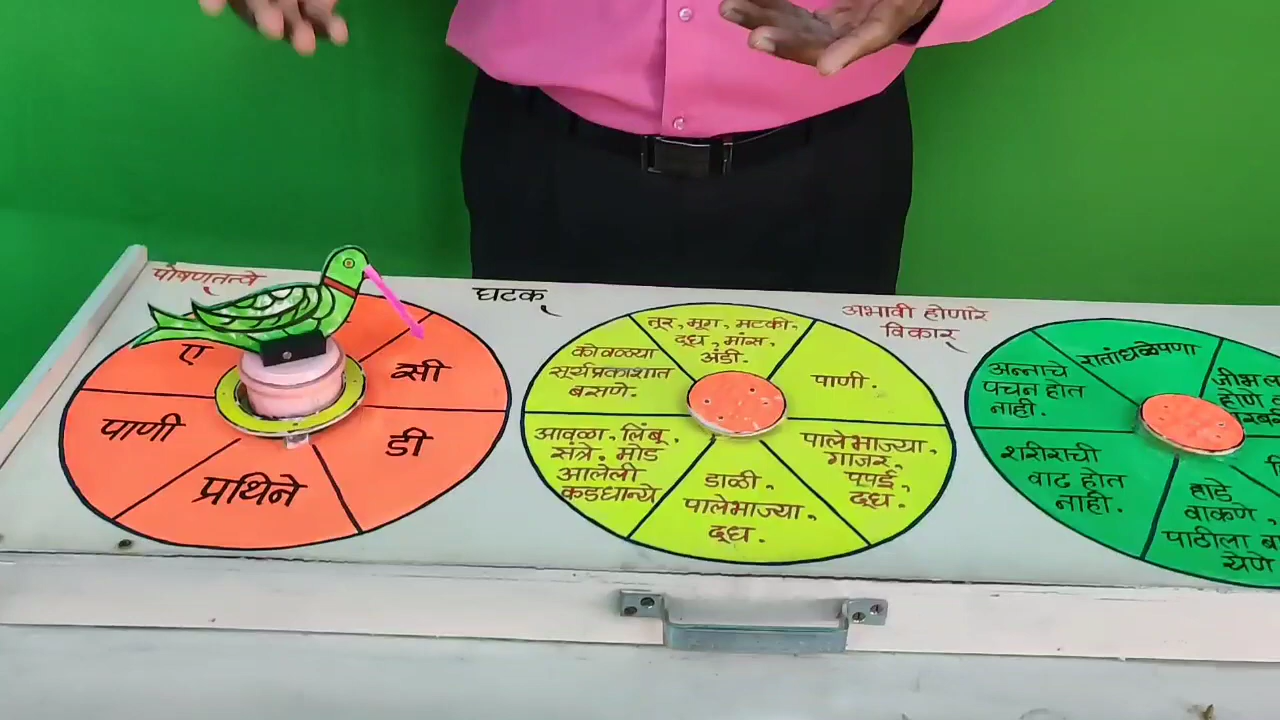 पोषणतत्वे
ए
सी
पाणी
डी
प्रथिने
घटक
तूर, मूग, मटकी,
दूध, मांस,
अंडी.
कोवळ्या
सूर्यप्रकाशात
बसणे.
पाणी.
आवळा, लिंबू,
संत्रे, मोड
आलेली
कडधान्ये
पालेभाज्या,
गाजर,
पपई,
दूध.
डाळी,
पालेभाज्या,
दूध.
अभावी होणारे
विकार
रातांधळेपणा
अन्नाचे
पचन होत
नाही.
जीभ
होणे
शरीराची
वाढ होत
नाही.
हाडे
वाकणे,
पाठीला
येणे